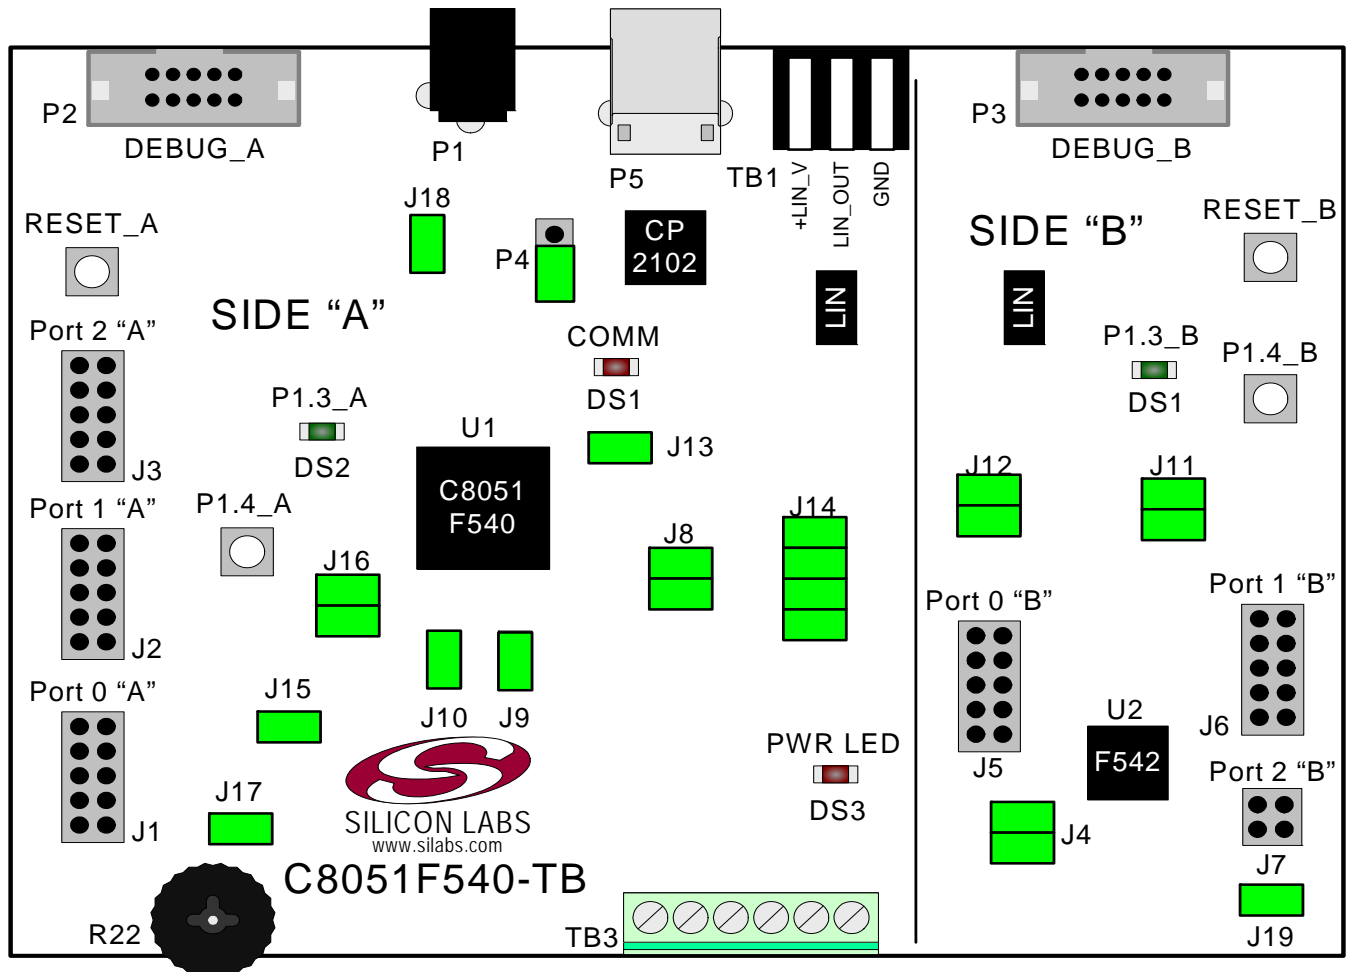 P2
DEBUG_A
P1
P5
TB1
+LIN_V
LIN_OUT
GND
P3
DEBUG_B
RESET_A
J18
P4
CP
2102
SIDE “A”
LIN
SIDE “B”
LIN
RESET_B
Port 2 “A”
J3
P1.3_A
DS2
COMM
DS1
P1.3_B
DS1
P1.4_B
U1
C8051
F540
J13
J12
J11
Port 1 “A”
J2
P1.4_A
J16
J8
J14
Port 0 “B”
J5
Port 1 “B”
J6
Port 0 “A”
J1
J15
J10
J9
J17
SILICON LABS
www.silabs.com
C8051F540-TB
PWR LED
DS3
U2
F542
Port 2 “B”
J7
J4
R22
TB3
J19